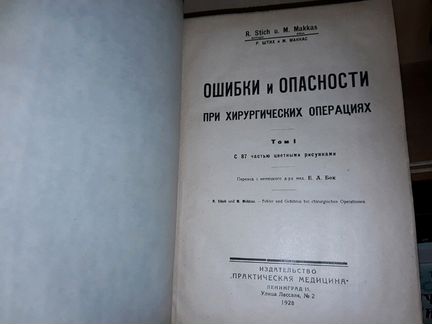 R. Stich u. M. Makkas
Р. ШТИХ и М. МАККАС
ОШИБКИ и ОПАСНОСТИ
ПРИ ХИРУРГИЧЕСКИХ ОПЕРАЦИЯХ
Том I
С 87 частью цветными рисунками
Перевод с немецкого д-ра мед. Е. Л. Бок
R. Stich und M. Makkas. — Fehler und Gefahren bei chirurgischen Operationen
ИЗДАТЕЛЬСТВО
„ПРАКТИЧЕСКАЯ МЕДИЦИНА"
ЛЕНИНГРАД 11,
Улица Лассаля, № 2
1928